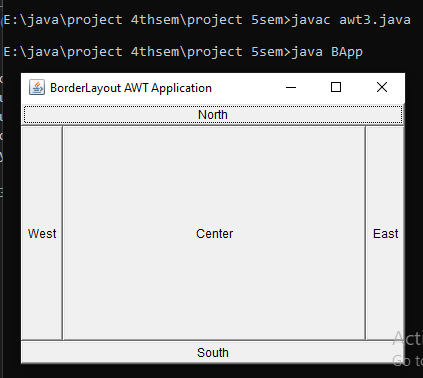 E:\java\project 4thsem\project 5sem>javac awt3.java
E:\java\project 4thsem\project 5sem>java BApp
BorderLayout AWT Application
North
West Center East
South
Go to